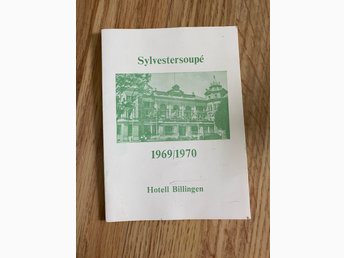 Sylvestersoupé
1969/1970
Hotell Billingen